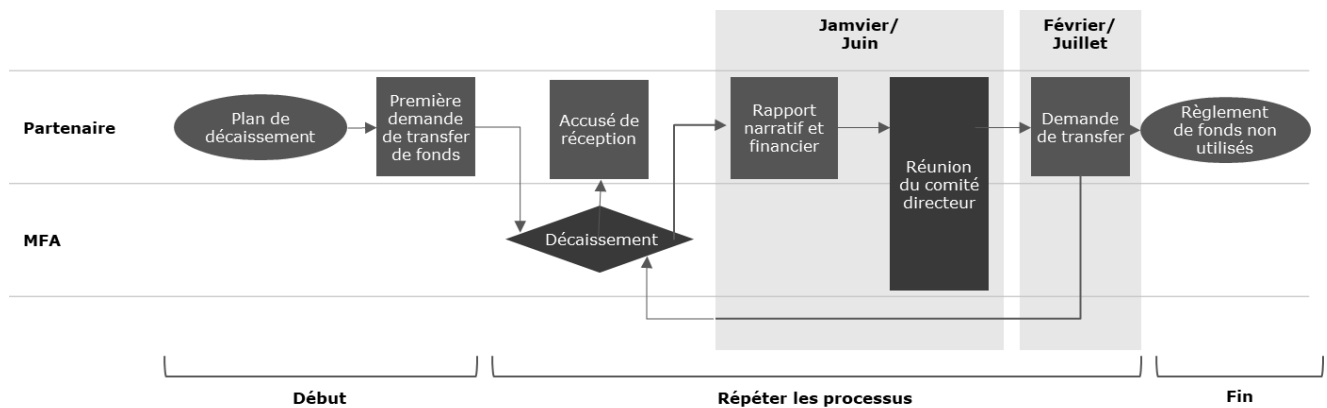 Jamvier/
Juin
Février/
Juillet
Partenaire
Plan de
décaissement
Première
demande
de transfer
de fonds
Accusé de
réception
Rapport
narratif et
financier
Réunion
du comité
directeur
Demande
de transfer
Règlement
de fonds non
utilisés
MFA
Décaissement
Début
Répéter les processus
Fin